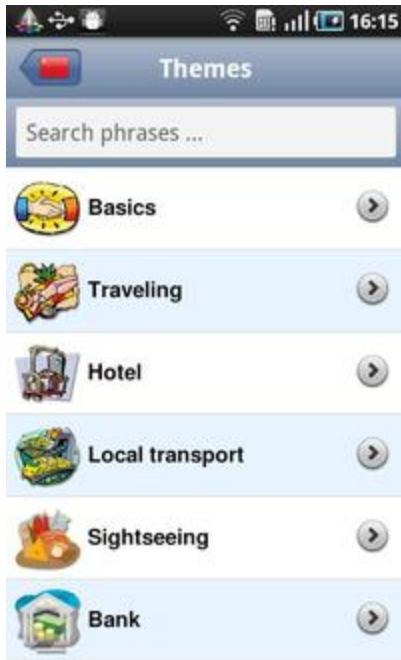 16:15
Themes
Search phrases ...
Basics
Traveling
Hotel
Local transport
Sightseeing
Bank